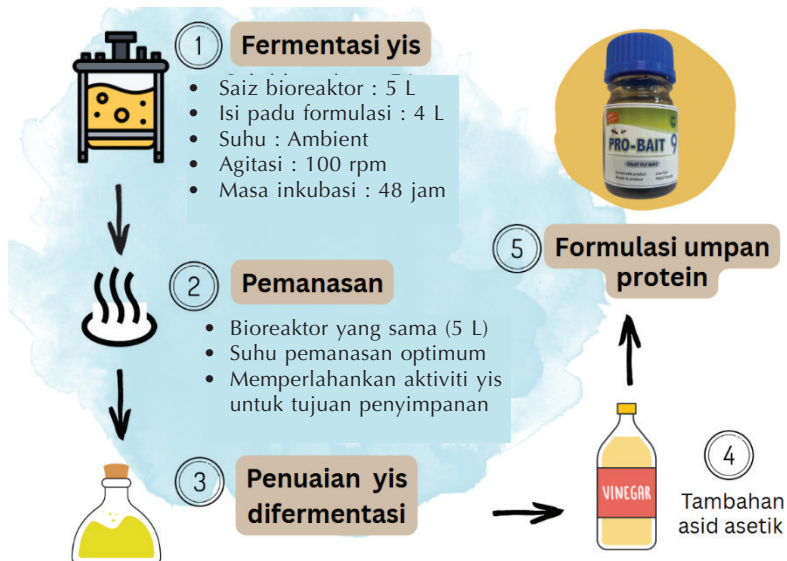 1
Fermentasi yis
• Saiz bioreaktor : 5 L
• Isi padu formulasi : 4 L
• Suhu : Ambient
• Agitasi : 100 rpm
• Masa inkubasi : 48 jam
2
Pemanasan
• Bioreaktor yang sama (5 L)
• Suhu pemanasan optimum
• Memperlahankan aktiviti yis
untuk tujuan penyimpanan
3
Penuaian yis
difermentasi
VINEGAR
4
Tambahan
asid asetik
5
Formulasi umpan
protein
PRO-BAIT 9